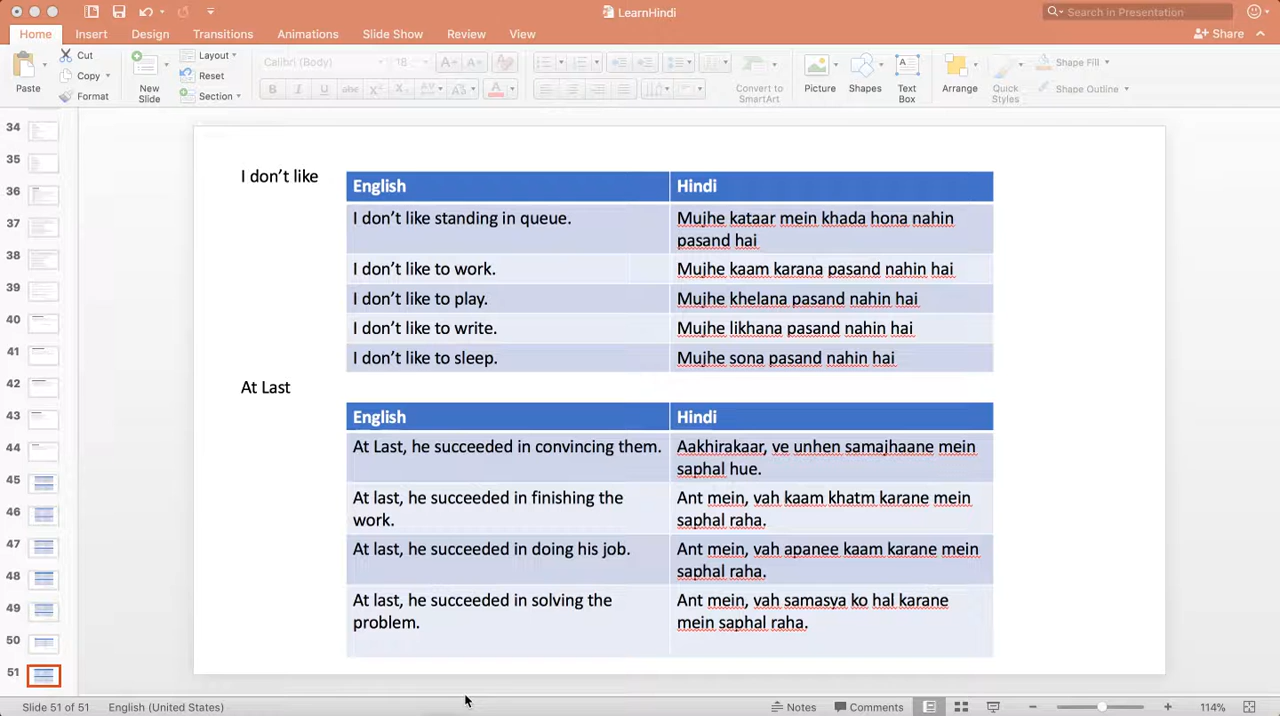 LearnHindi
Search in Presentation
Home Insert Design Transitions Animations Slide Show Review View Share
Paste Cut Copy Format
New Slide Layout Reset Section
Calibri (Body) 18
Convert to SmartArt
Picture Shapes Text Box Arrange Quick Styles Shape Fill Shape Outline
34
35
36
37
38
39
40
41
42
43
44
45
46
47
48
49
50
51
I don’t like
English Hindi
I don’t like standing in queue. Mujhe kataar mein khada hona nahin
pasand hai
I don’t like to work. Mujhe kaam karana pasand nahin hai
I don’t like to play. Mujhe khelana pasand nahin hai
I don’t like to write. Mujhe likhana pasand nahin hai
I don’t like to sleep. Mujhe sona pasand nahin hai
At Last
English Hindi
At Last, he succeeded in convincing them. Aakhirakaar, ve unhen samajhaane mein
saphal hue.
At last, he succeeded in finishing the Ant mein, vah kaam khatm karane mein
work. saphal raha.
At last, he succeeded in doing his job. Ant mein, vah apanee kaam karane mein
saphal raha.
At last, he succeeded in solving the Ant mein, vah samasya ko hal karane
problem. mein saphal raha.
Slide 51 of 51 English (United States) Notes Comments 114%